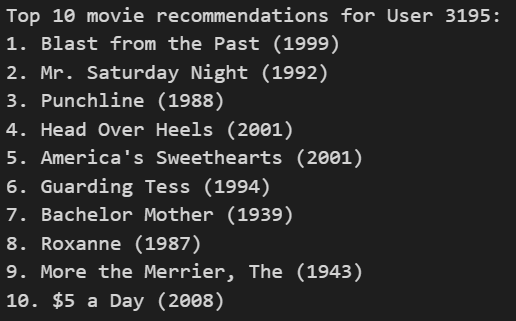 Top 10 movie recommendations for User 3195:
1. Blast from the Past (1999)
2. Mr. Saturday Night (1992)
3. Punchline (1988)
4. Head Over Heels (2001)
5. America's Sweethearts (2001)
6. Guarding Tess (1994)
7. Bachelor Mother (1939)
8. Roxanne (1987)
9. More the Merrier, The (1943)
10. $5 a Day (2008)